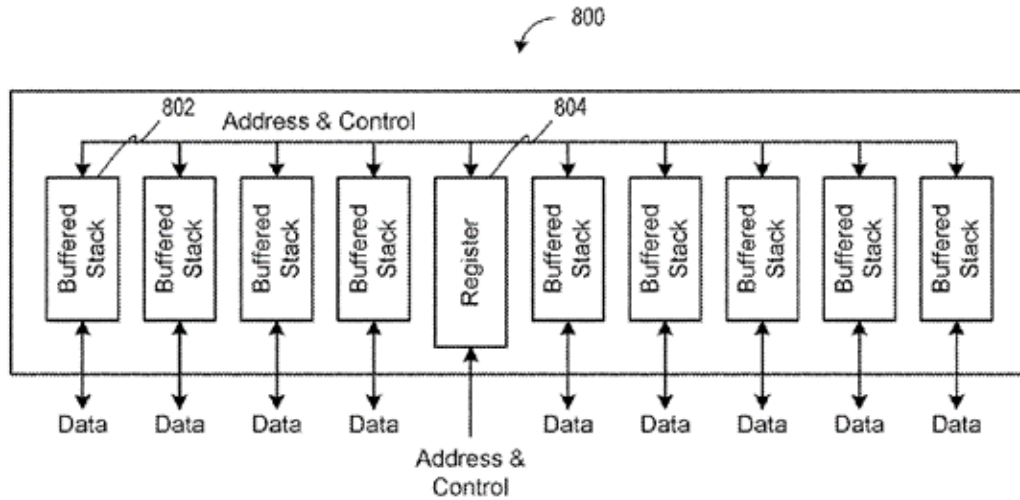 800
802
804
Address & Control
Buffered
Stack
Buffered
Stack
Buffered
Stack
Buffered
Stack
Register
Buffered
Stack
Buffered
Stack
Buffered
Stack
Buffered
Stack
Buffered
Stack
Data
Data
Data
Data
Data
Data
Data
Data
Data
Address &
Control